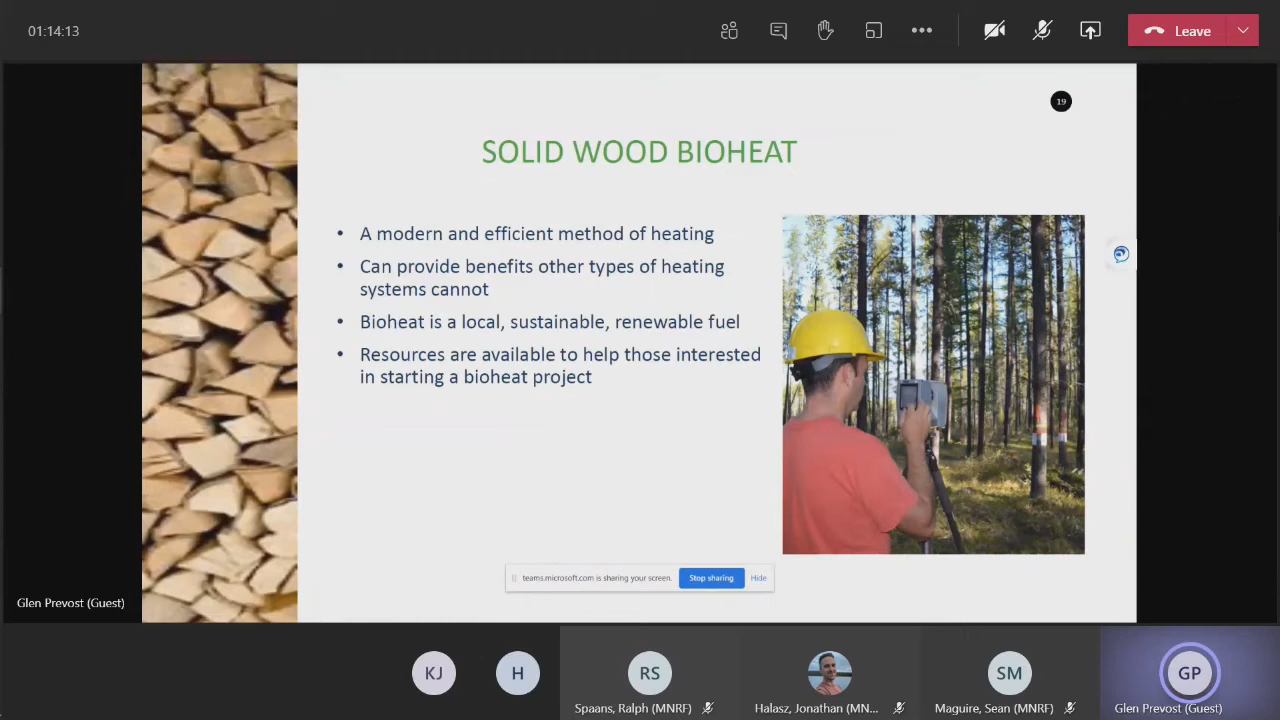 01:14:13
Leave
19
SOLID WOOD BIOHEAT
• A modern and efficient method of heating
• Can provide benefits other types of heating
systems cannot
• Bioheat is a local, sustainable, renewable fuel
• Resources are available to help those interested
in starting a bioheat project
teams.microsoft.com is sharing your screen.
Stop sharing
Hide
Glen Prevost (Guest)
KJ
H
RS
SM
GP
Spaans, Ralph (MNRF)
Halasz, Jonathan (MN...
Maguire, Sean (MNRF)
Glen Prevost (Guest)